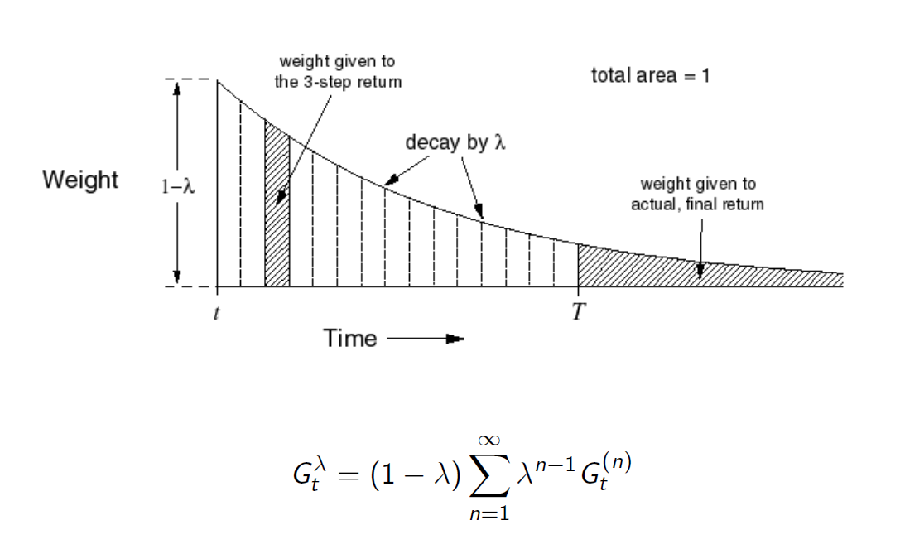 weight given to
the 3-step return
total area = 1
decay by λ
Weight
1−λ
weight given to
actual, final return
t
T
Time
G_t^λ = (1 − λ) ∑_{n=1}^{∞} λ^{n−1} G_t^{(n)}